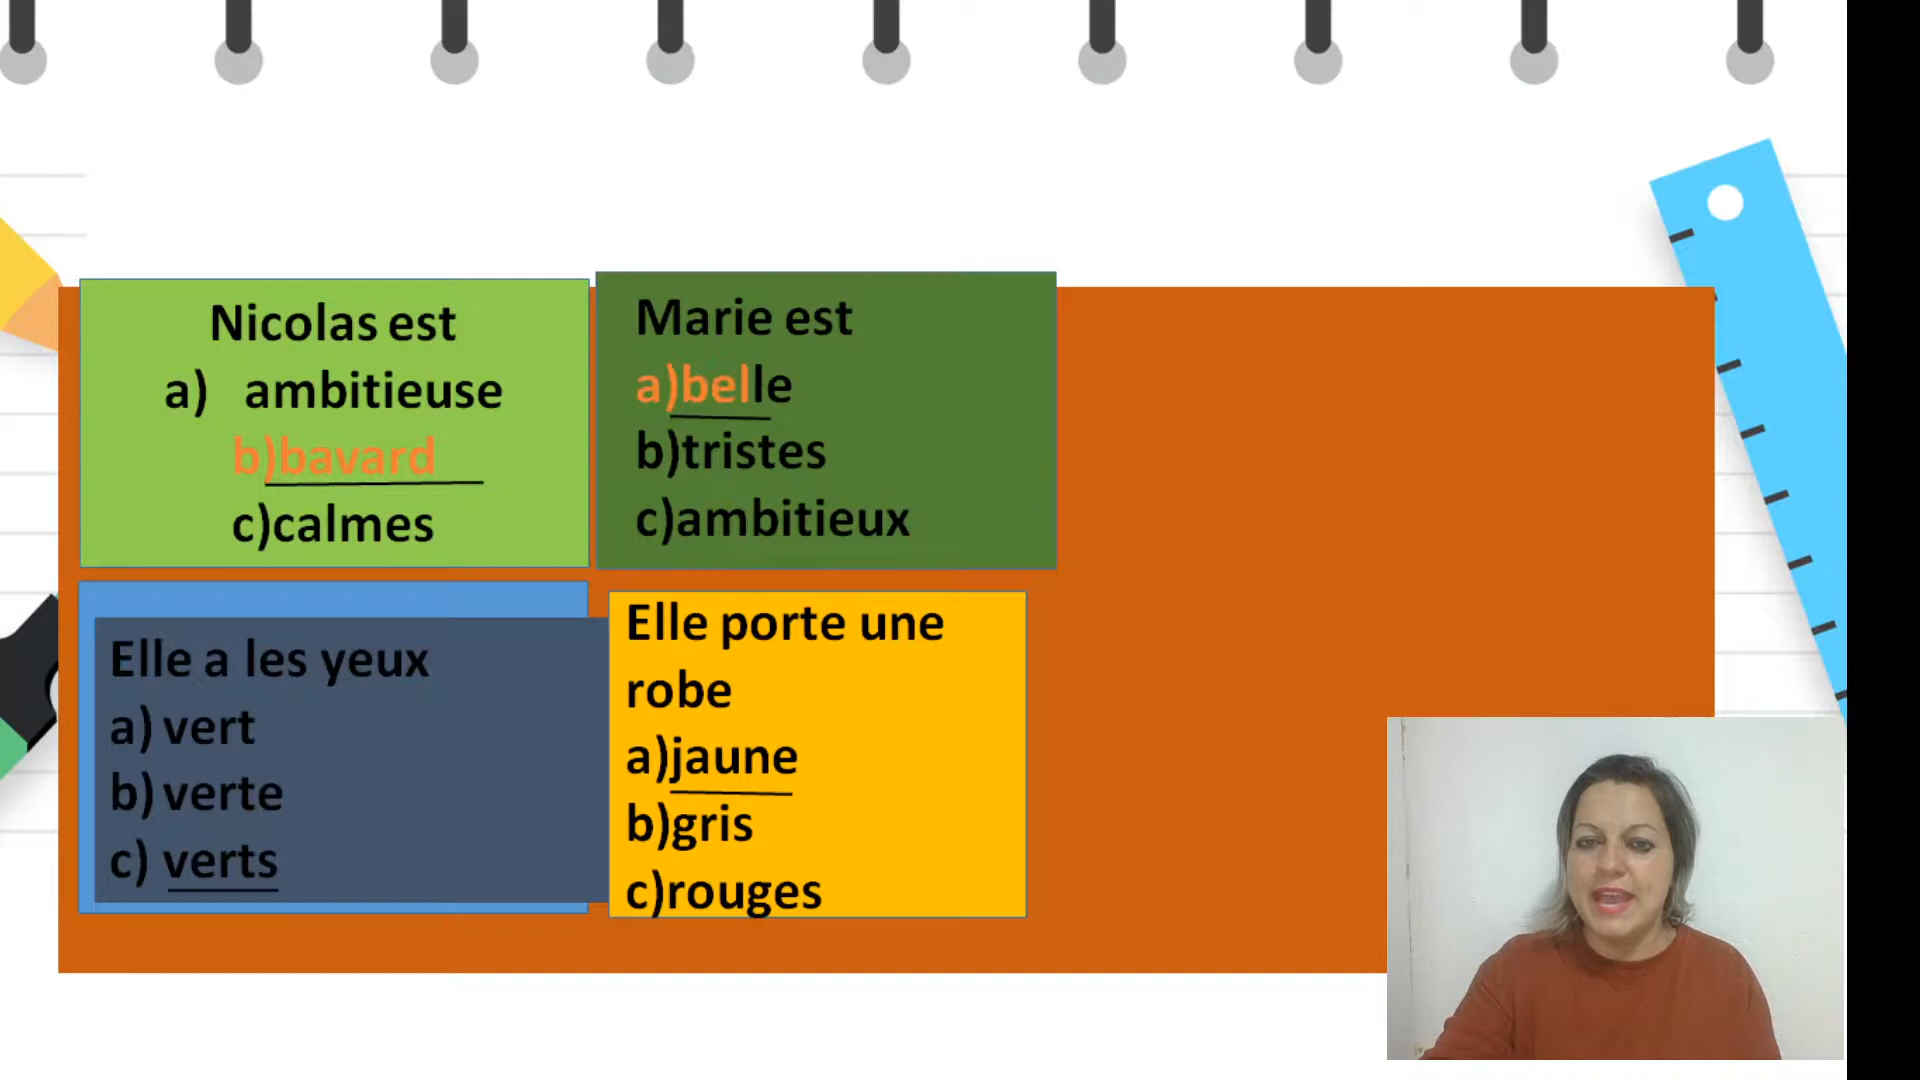 Nicolas est
a) ambitieuse
b)bavard
c)calmes
Marie est
a)belle
b)tristes
c)ambitieux
Elle a les yeux
a) vert
b) verte
c) verts
Elle porte une
robe
a)jaune
b)gris
c)rouges